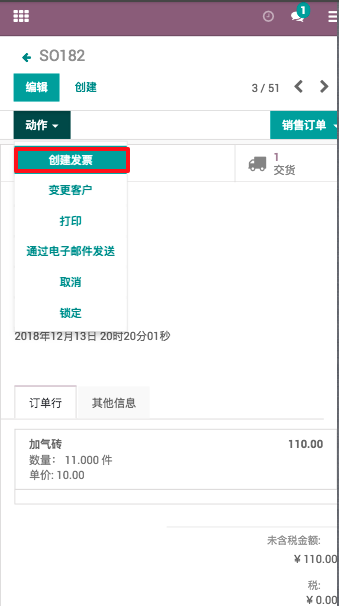 1
SO182
编辑
创建
3 / 51
动作
销售订单
创建发票
1
交货
变更客户
打印
通过电子邮件发送
取消
锁定
2018年12月13日 20时20分01秒
订单行
其他信息
加气砖
110.00
数量: 11.000 件
单价: 10.00
未含税金额:
¥ 110.00
税:
¥ 0.00